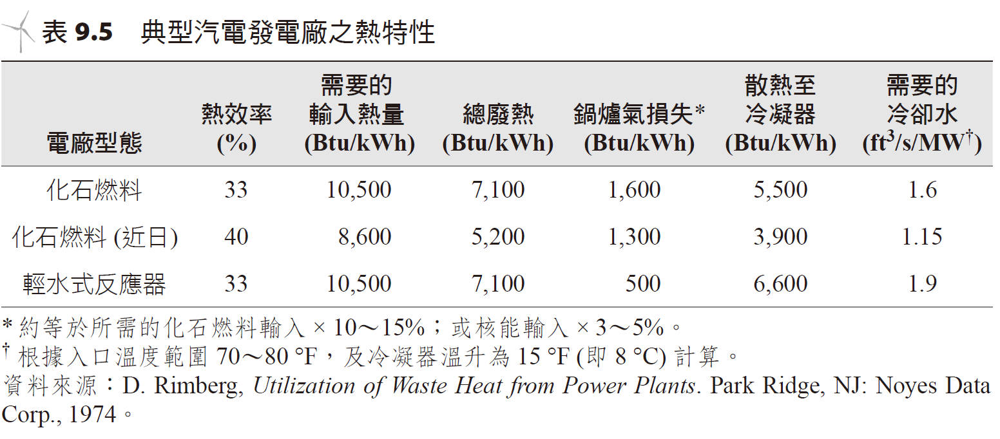 表 9.5 典型汽電發電廠之熱特性
電廠型態 熱效率 (%) 需要的輸入熱量 (Btu/kWh) 總廢熱 (Btu/kWh) 鍋爐氣損失* (Btu/kWh) 散熱至冷凝器 (Btu/kWh) 需要的冷卻水 (ft³/s/MW†)
化石燃料 33 10,500 7,100 1,600 5,500 1.6
化石燃料 (近日) 40 8,600 5,200 1,300 3,900 1.15
輕水式反應器 33 10,500 7,100 500 6,600 1.9
* 約等於所需的化石燃料輸入 × 10～15%；或核能輸入 × 3～5%。
† 根據入口溫度範圍 70～80 °F，及冷凝器溫升為 15 °F (即 8 °C) 計算。
資料來源：D. Rimberg, Utilization of Waste Heat from Power Plants. Park Ridge, NJ: Noyes Data
Corp., 1974。